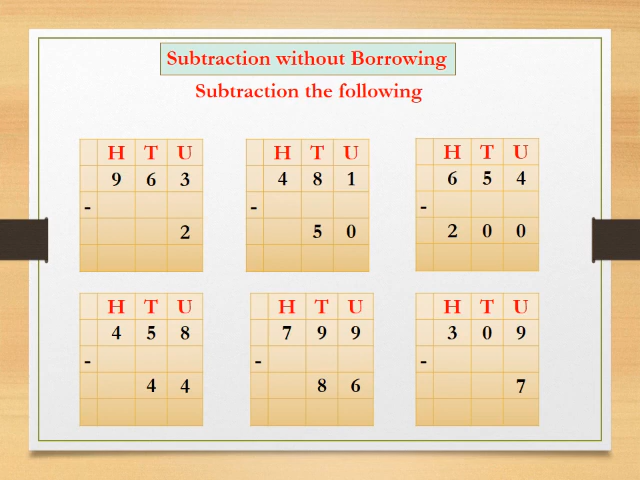 Subtraction without Borrowing
Subtraction the following
H T U
9 6 3
-
2
H T U
4 8 1
-
5 0
H T U
6 5 4
-
2 0 0
H T U
4 5 8
-
4 4
H T U
7 9 9
-
8 6
H T U
3 0 9
-
7